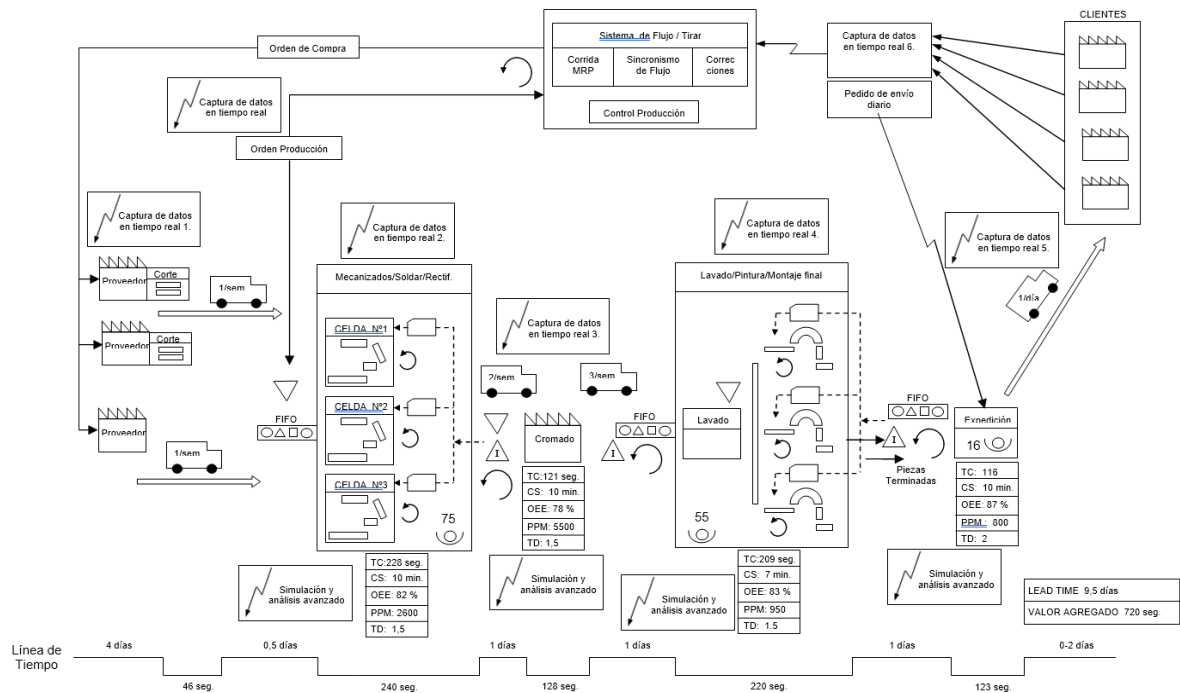 CLIENTES
Sistema de Flujo / Tirar
Corrida
MRP
Sincronismo
de Flujo
Correc
ciones
Control Producción
Captura de datos
en tiempo real 6.
Pedido de envío
diario
Orden de Compra
Captura de datos
en tiempo real
Orden Producción
Captura de datos
en tiempo real 1.
Captura de datos
en tiempo real 2.
Captura de datos
en tiempo real 4.
Captura de datos
en tiempo real 5.
Proveedor
Corte
1/sem
Proveedor
Corte
Proveedor
1/sem
FIFO
Mecanizados/Soldar/Rectif.
CELDA Nº1
CELDA Nº2
CELDA Nº3
75
TC:228 seg.
CS: 10 min.
OEE: 82 %
PPM: 2600
TD: 1,5
Captura de datos
en tiempo real 3.
2/sem
3/sem
I
Cromado
TC:121 seg.
CS: 10 min.
OEE: 78 %
PPM: 5500
TD: 1,5
FIFO
I
Lavado/Pintura/Montaje final
Lavado
55
TC:209 seg.
CS: 7 min.
OEE: 83 %
PPM: 950
TD: 1.5
FIFO
I
Piezas
Terminadas
1/día
Expedición
16
TC: 116
CS: 10 min.
OEE: 87 %
PPM : 800
TD: 2
Simulación y
análisis avanzado
Simulación y
análisis avanzado
Simulación y
análisis avanzado
Simulación y
análisis avanzado
LEAD TIME 9,5 días
VALOR AGREGADO 720 seg.
Línea de
Tiempo
4 días
46 seg.
0,5 días
240 seg.
1 días
128 seg.
1 días
220 seg.
1 días
123 seg.
0-2 días